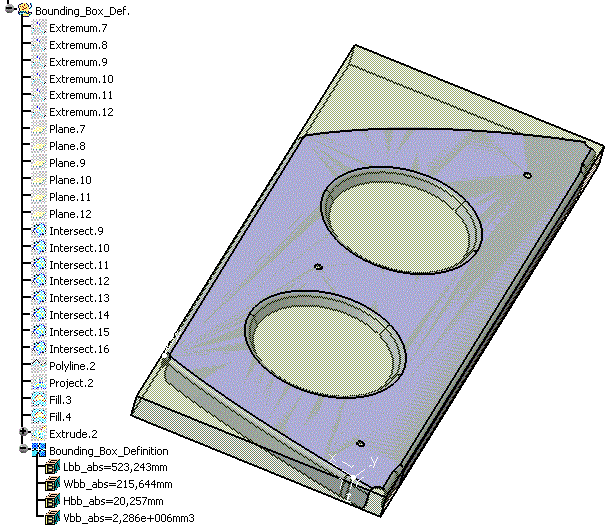 Bounding_Box_Def.
Extremum.7
Extremum.8
Extremum.9
Extremum.10
Extremum.11
Extremum.12
Plane.7
Plane.8
Plane.9
Plane.10
Plane.11
Plane.12
Intersect.9
Intersect.10
Intersect.11
Intersect.12
Intersect.13
Intersect.14
Intersect.15
Intersect.16
Polyline.2
Project.2
Fill.3
Fill.4
Extrude.2
Bounding_Box_Definition
Lbb_abs=523,243mm
Wbb_abs=215,644mm
Hbb_abs=20,257mm
Vbb_abs=2,286e+006mm3
y